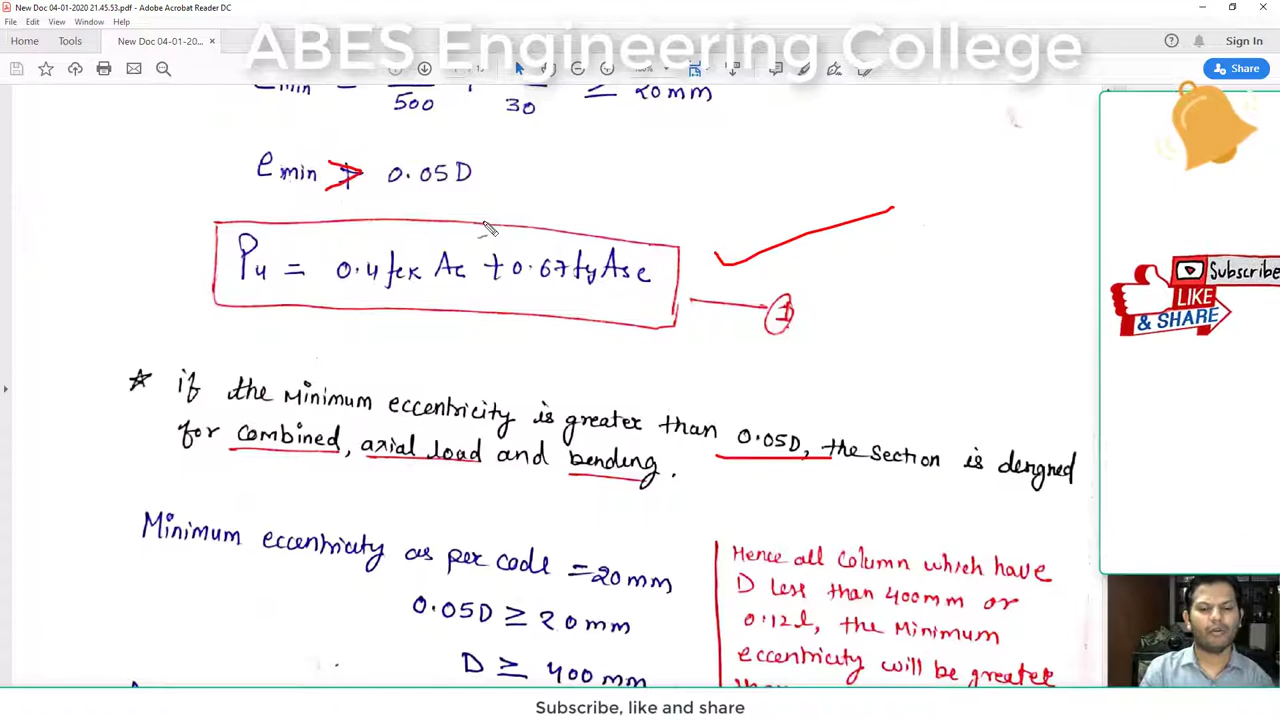 New Doc 04-01-2020 21.45.53.pdf - Adobe Acrobat Reader DC
File Edit View Window Help
Home Tools New Doc 04-01-20... × Sign In
ABES Engineering College
Share
emin = /500 + /30 ≥ 20mm
emin > 0.05D
Pu = 0.4fck Ac + 0.67fy Asc
1
Subscribe
LIKE
& SHARE
☆ if the Minimum eccentricity is greater than 0.05D, the section is designed
for combined, axial load and bending.
Minimum eccentricity as per code = 20mm
0.05D ≥ 20mm
D ≥ 400mm
Hence all column which have
D less than 400mm or
0.12l, the Minimum
eccentricity will be greater
Subscribe, like and share